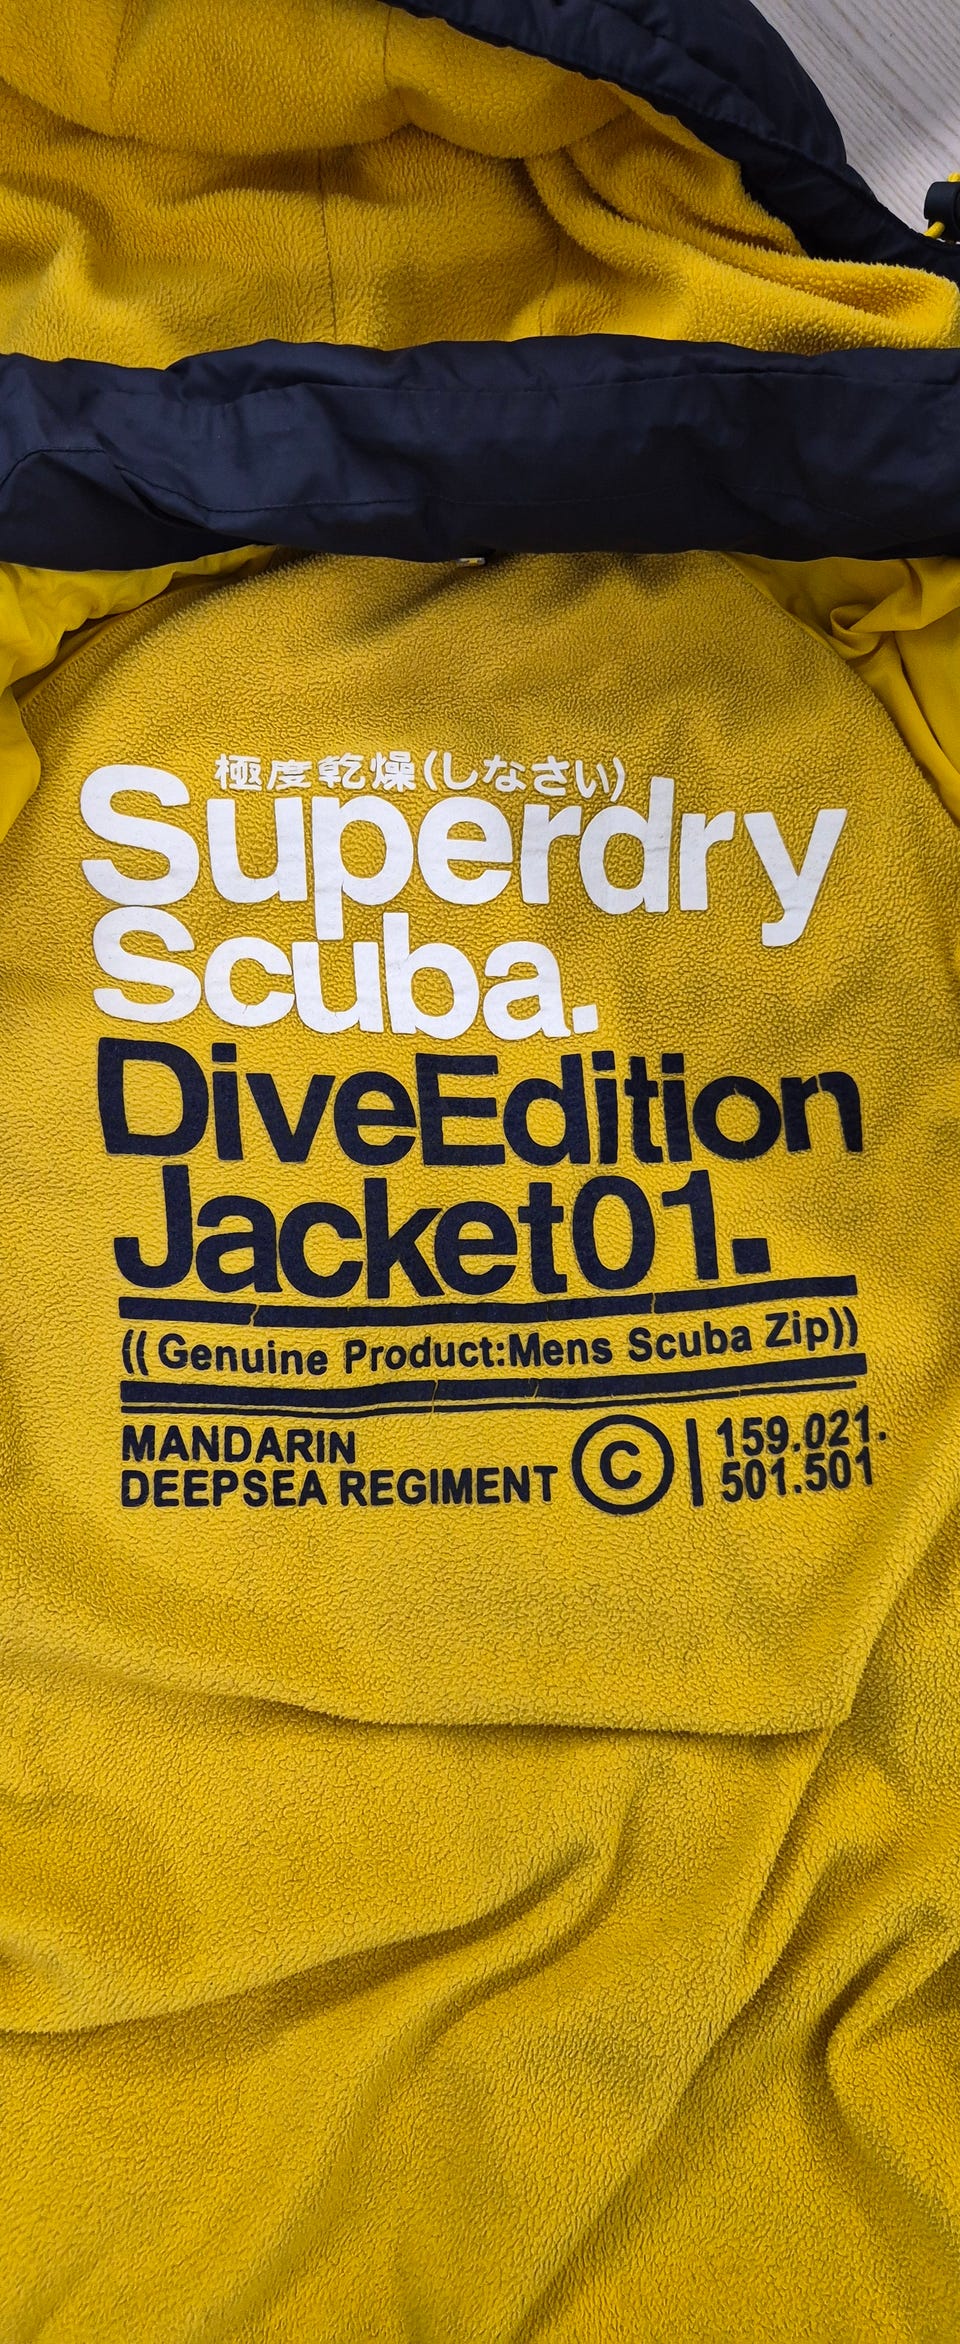 極度乾燥(しなさい)
Superdry
Scuba.
DiveEdition
Jacket01.
((Genuine Product:Mens Scuba Zip))
MANDARIN
DEEPSEA REGIMENT
©
159.021.
501.501